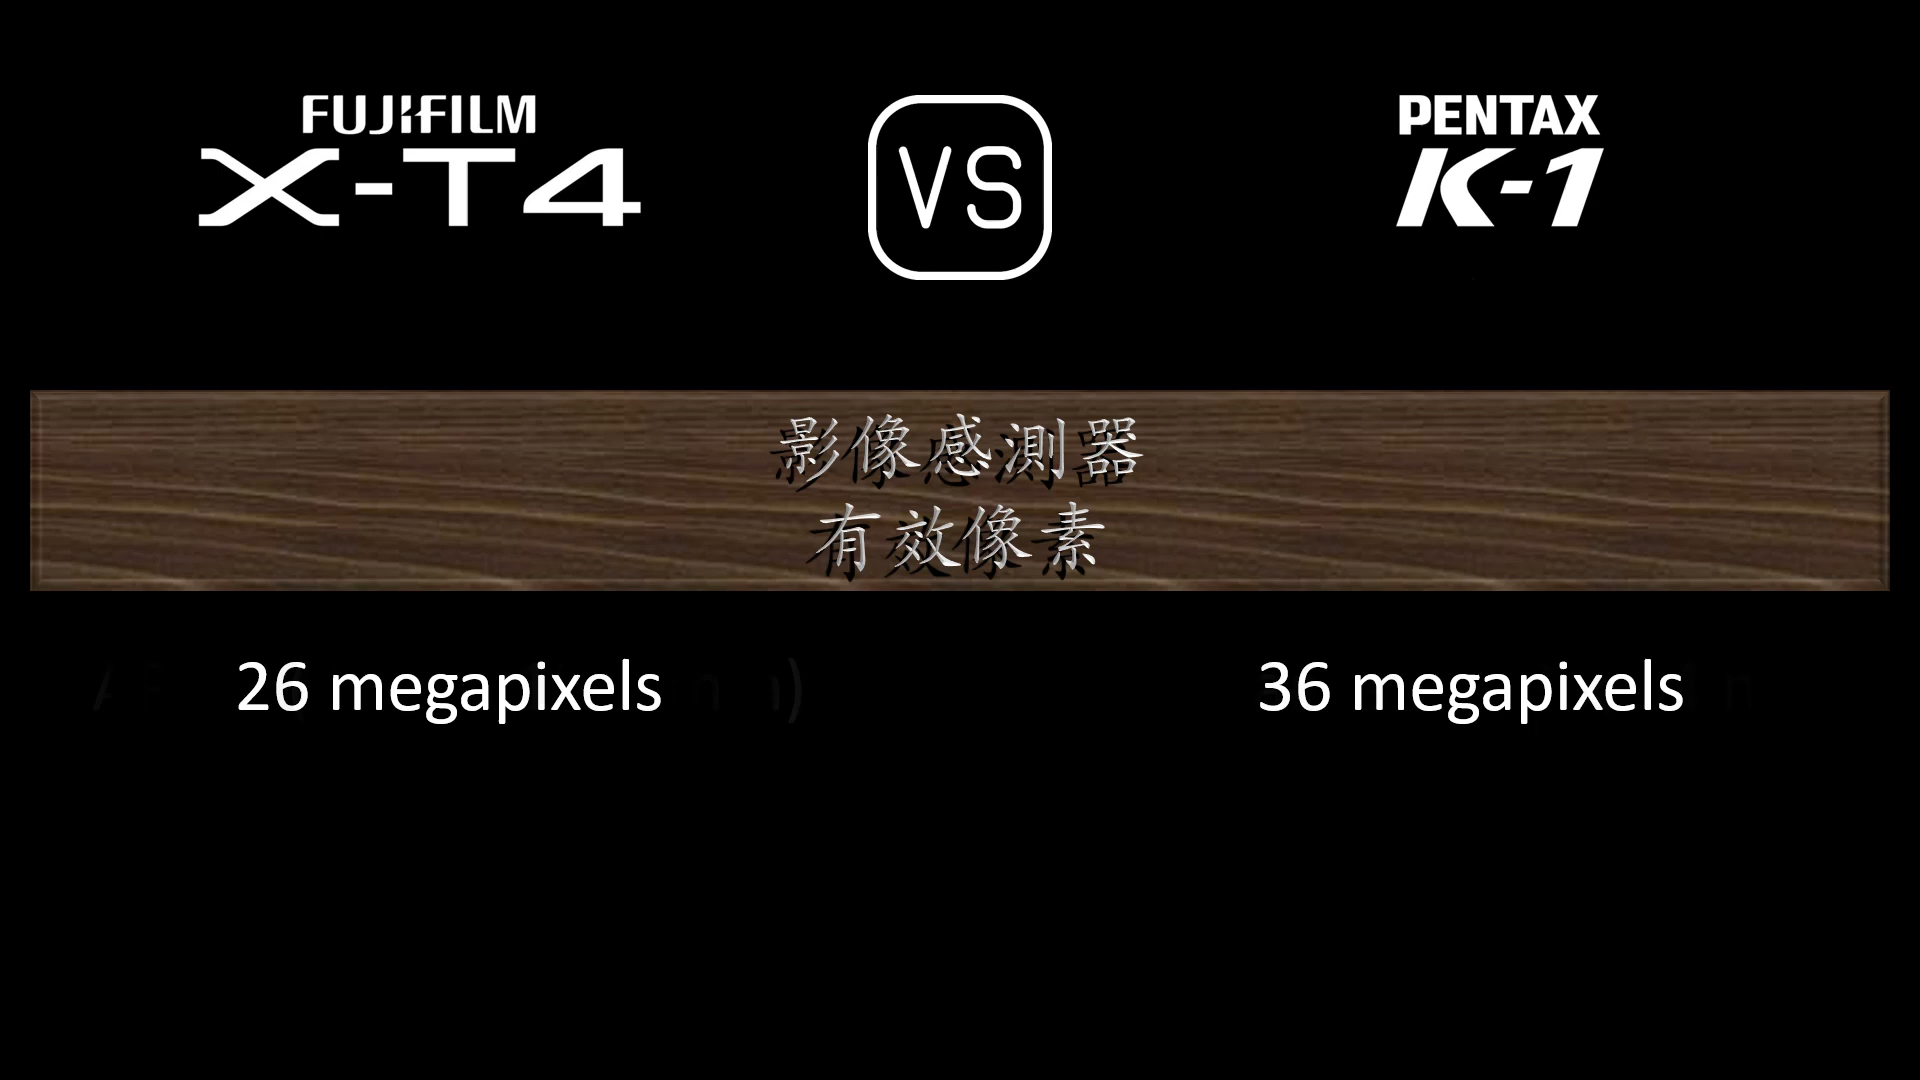 FUJIFILM
X-T4
VS
PENTAX
K-1
影像感測器
有效像素
26 megapixels
36 megapixels